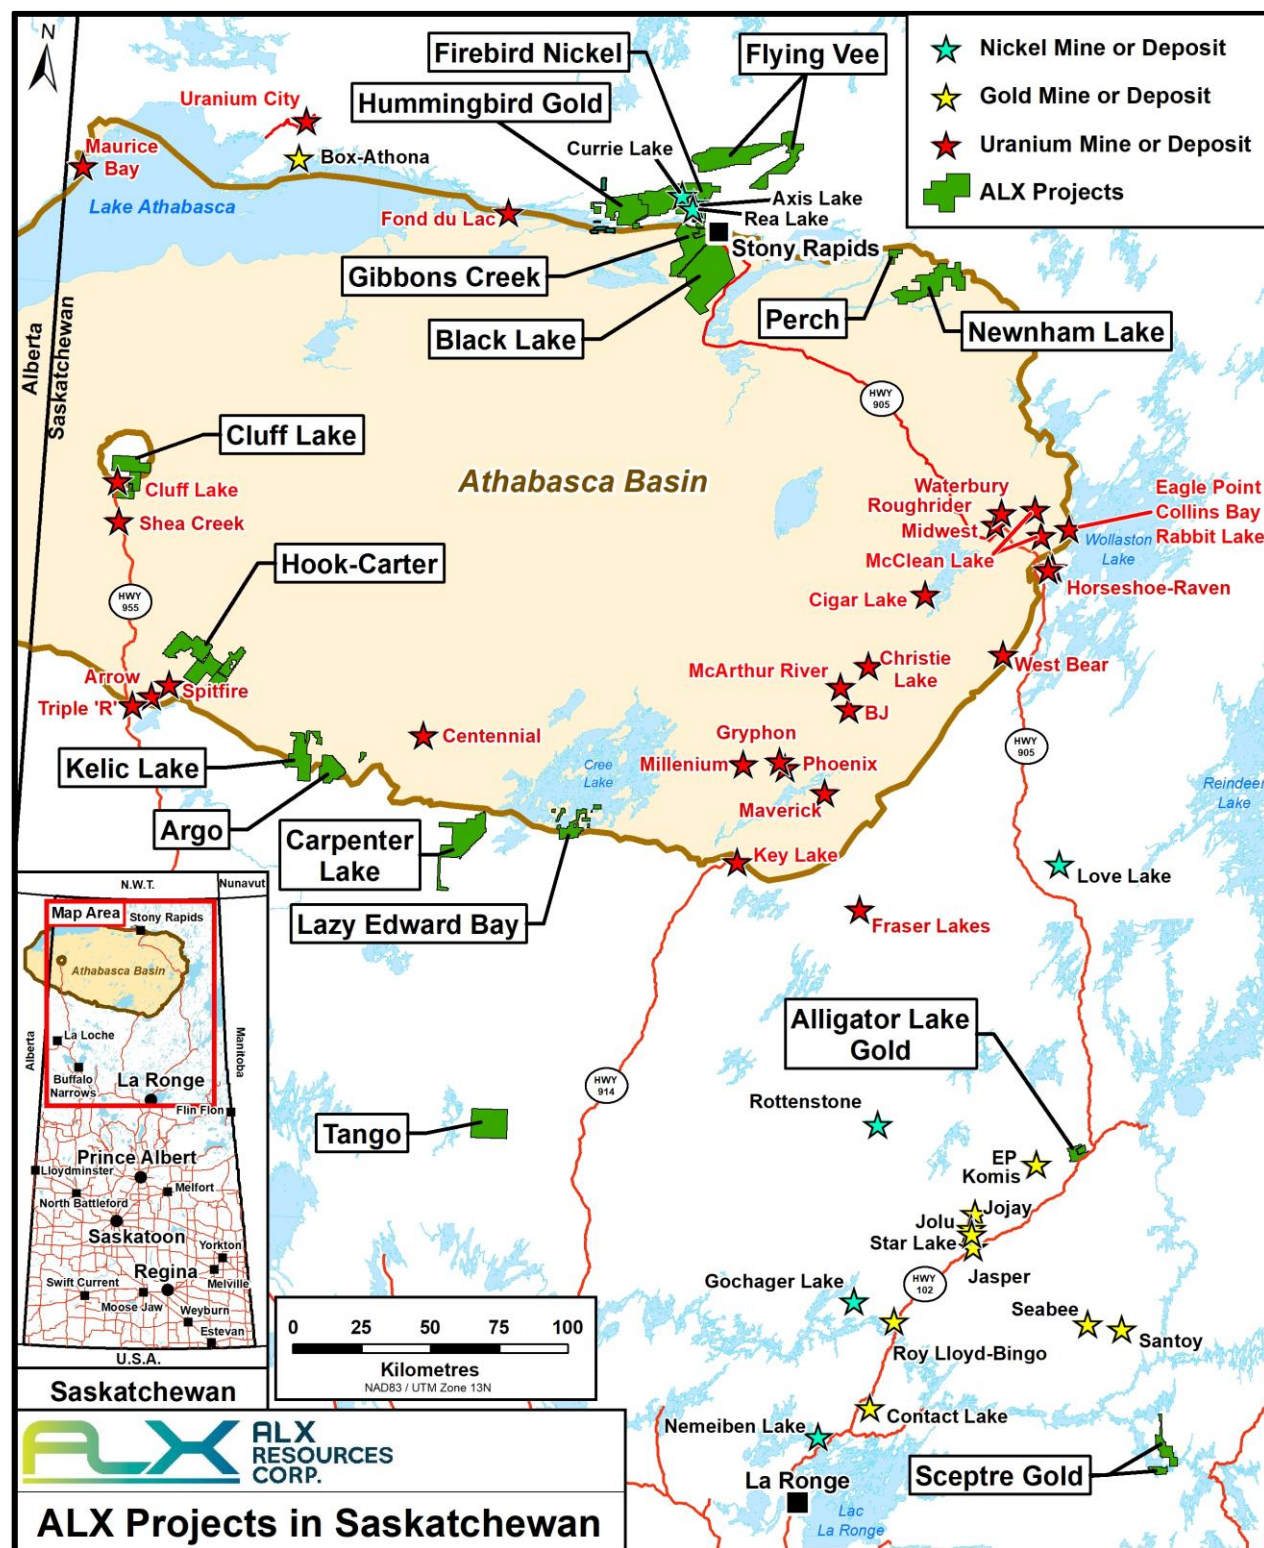 N
Firebird Nickel
Flying Vee
Hummingbird Gold
Nickel Mine or Deposit
Gold Mine or Deposit
Uranium Mine or Deposit
ALX Projects
Uranium City
Box-Athona
Currie Lake
Maurice
Bay
Lake Athabasca
Fond du Lac
Axis Lake
Rea Lake
Stony Rapids
Gibbons Creek
Black Lake
Perch
Newnham Lake
Alberta
Saskatchewan
HWY
905
Cluff Lake
Cluff Lake
Shea Creek
Athabasca Basin
Waterbury
Roughrider
Midwest
McClean Lake
Eagle Point
Collins Bay
Rabbit Lake
Wollaston
Lake
Horseshoe-Raven
Hook-Carter
HWY
955
Cigar Lake
Arrow
Spitfire
Triple 'R'
McArthur River
Christie
Lake
West Bear
BJ
Centennial
Gryphon
Millenium
Phoenix
Maverick
HWY
905
Kelic Lake
Argo
Cree
Lake
Reindeer
Lake
Carpenter
Lake
Key Lake
Love Lake
Lazy Edward Bay
Fraser Lakes
N.W.T.
Nunavut
Map Area
Stony Rapids
Athabasca Basin
Alberta
La Loche
Manitoba
Buffalo
Narrows
La Ronge
Flin Flon
Prince Albert
Lloydminster
Melfort
North Battleford
Saskatoon
Yorkton
Regina
Melville
Swift Current
Moose Jaw
Weyburn
Estevan
U.S.A.
Saskatchewan
Alligator Lake
Gold
HWY
914
Rottenstone
Tango
EP
Komis
Jojay
Jolu
Star Lake
Jasper
Gochager Lake
HWY
102
Seabee
Santoy
Roy Lloyd-Bingo
0 25 50 75 100
Kilometres
NAD83 / UTM Zone 13N
Contact Lake
Nemeiben Lake
La Ronge
Sceptre Gold
Lac
La Ronge
ALX
ALX
RESOURCES
CORP.
ALX Projects in Saskatchewan